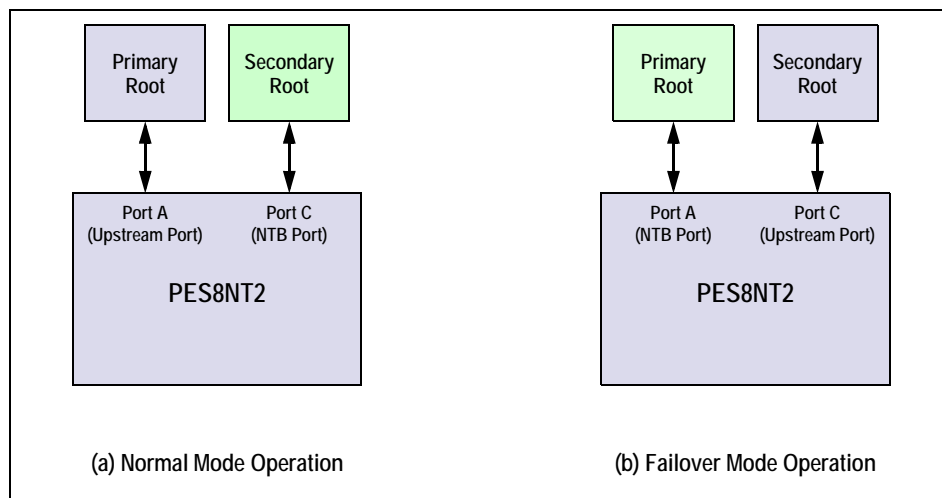 Primary
Root
Secondary
Root
Port A
(Upstream Port)
Port C
(NTB Port)
PES8NT2
(a) Normal Mode Operation
Primary
Root
Secondary
Root
Port A
(NTB Port)
Port C
(Upstream Port)
PES8NT2
(b) Failover Mode Operation